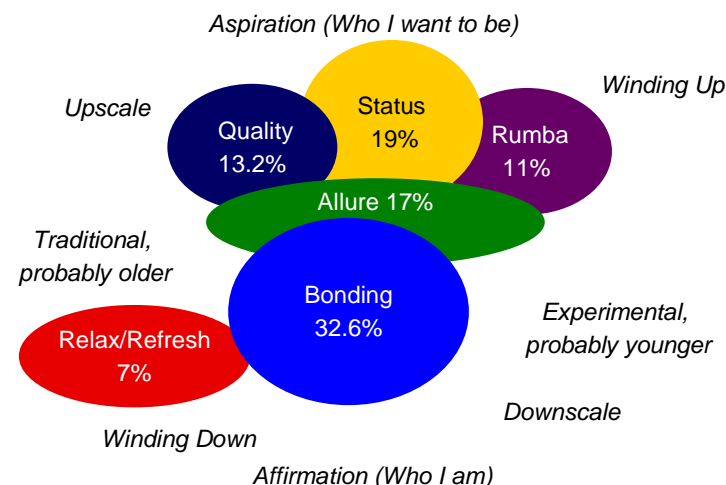 Aspiration (Who I want to be)
Winding Up
Upscale
Status
19%
Quality
13.2%
Rumba
11%
Allure 17%
Traditional,
probably older
Bonding
32.6%
Experimental,
probably younger
Relax/Refresh
7%
Downscale
Winding Down
Affirmation (Who I am)